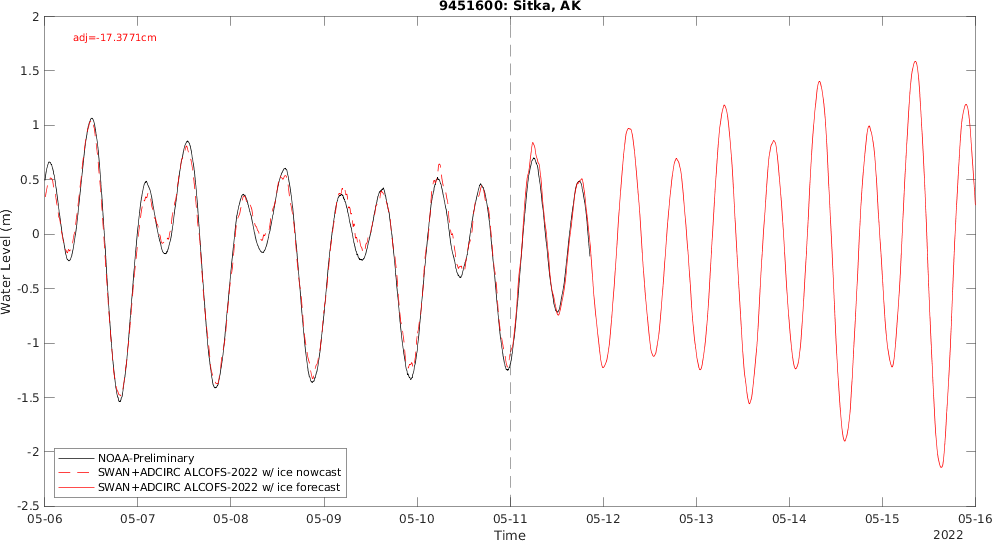 9451600: Sitka, AK
adj=-17.3771cm
Water Level (m)
2
1.5
1
0.5
0
-0.5
-1
-1.5
-2
-2.5
NOAA-Preliminary
SWAN+ADCIRC ALCOFS-2022 w/ ice nowcast
SWAN+ADCIRC ALCOFS-2022 w/ ice forecast
05-06 05-07 05-08 05-09 05-10 05-11 05-12 05-13 05-14 05-15 05-16
Time
2022